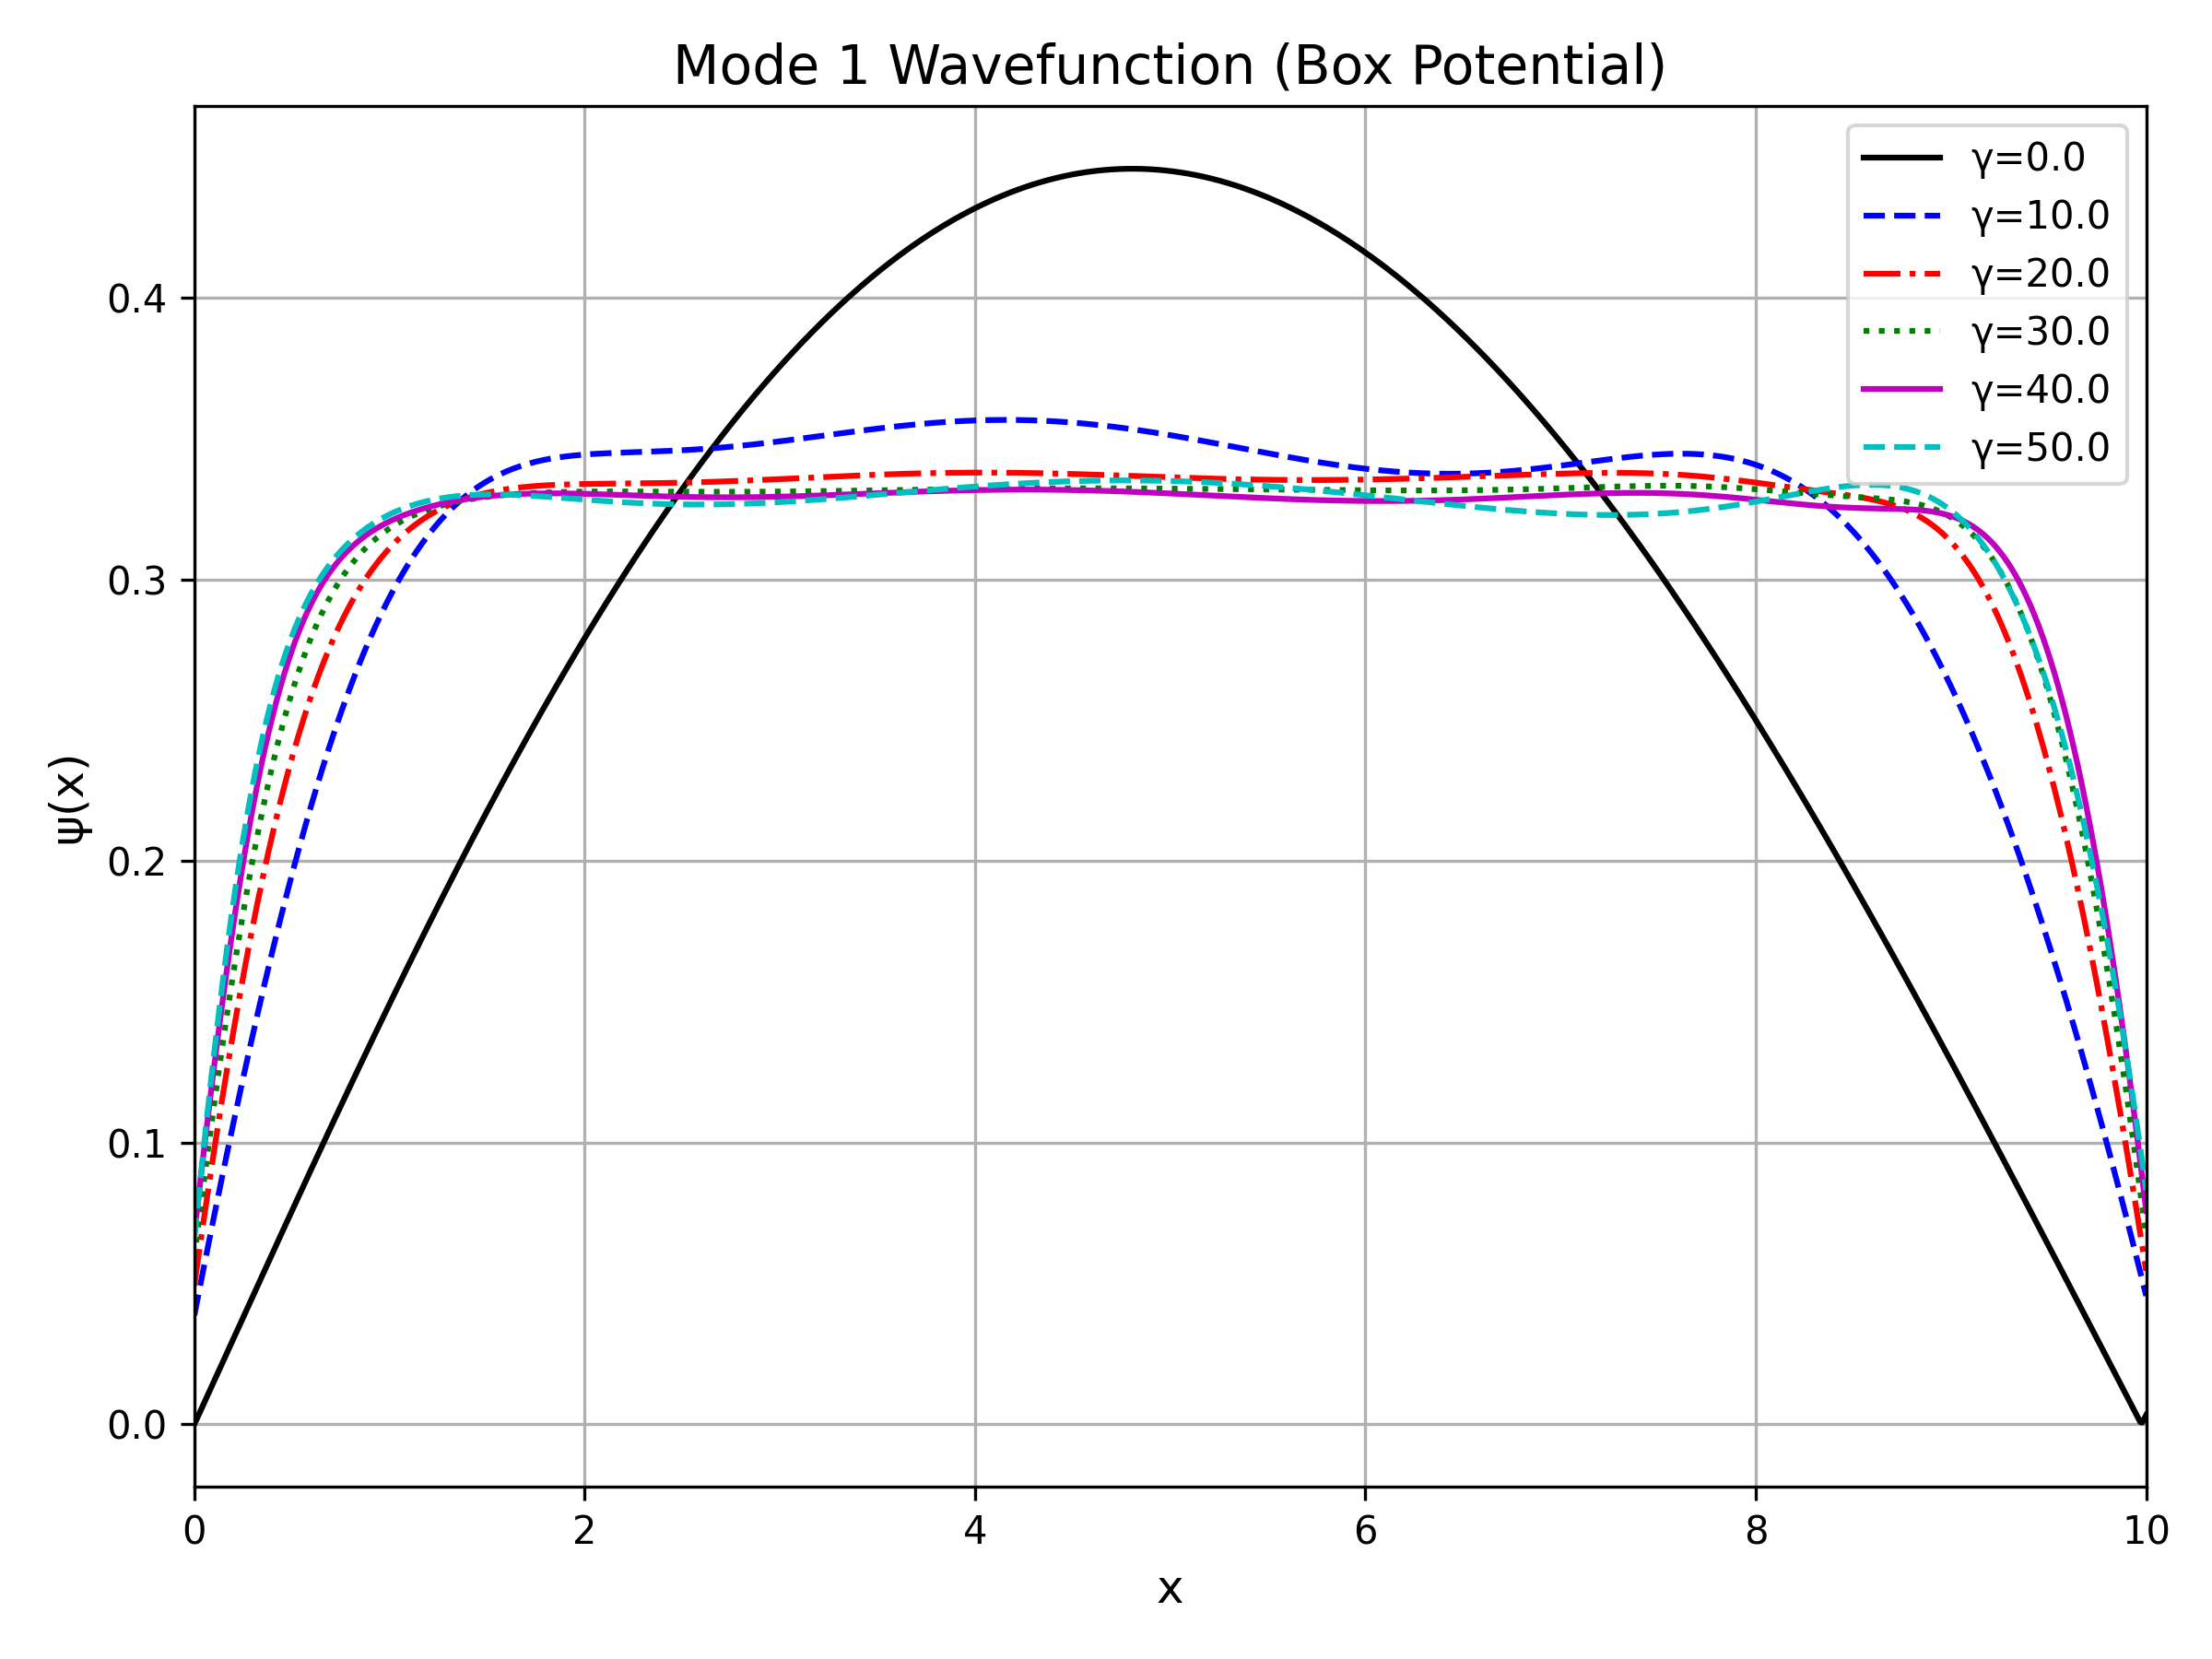 Mode 1 Wavefunction (Box Potential)
γ=0.0
γ=10.0
γ=20.0
γ=30.0
γ=40.0
γ=50.0
ψ(x)
0.4
0.3
0.2
0.1
0.0
0 2 4 6 8 10
x